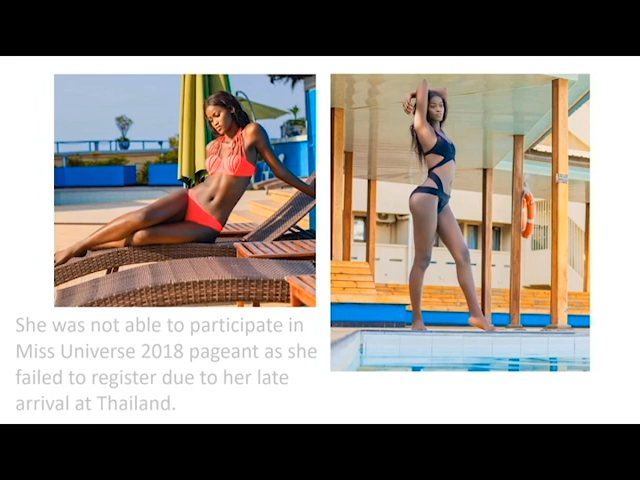 She was not able to participate in
Miss Universe 2018 pageant as she
failed to register due to her late
arrival at Thailand.